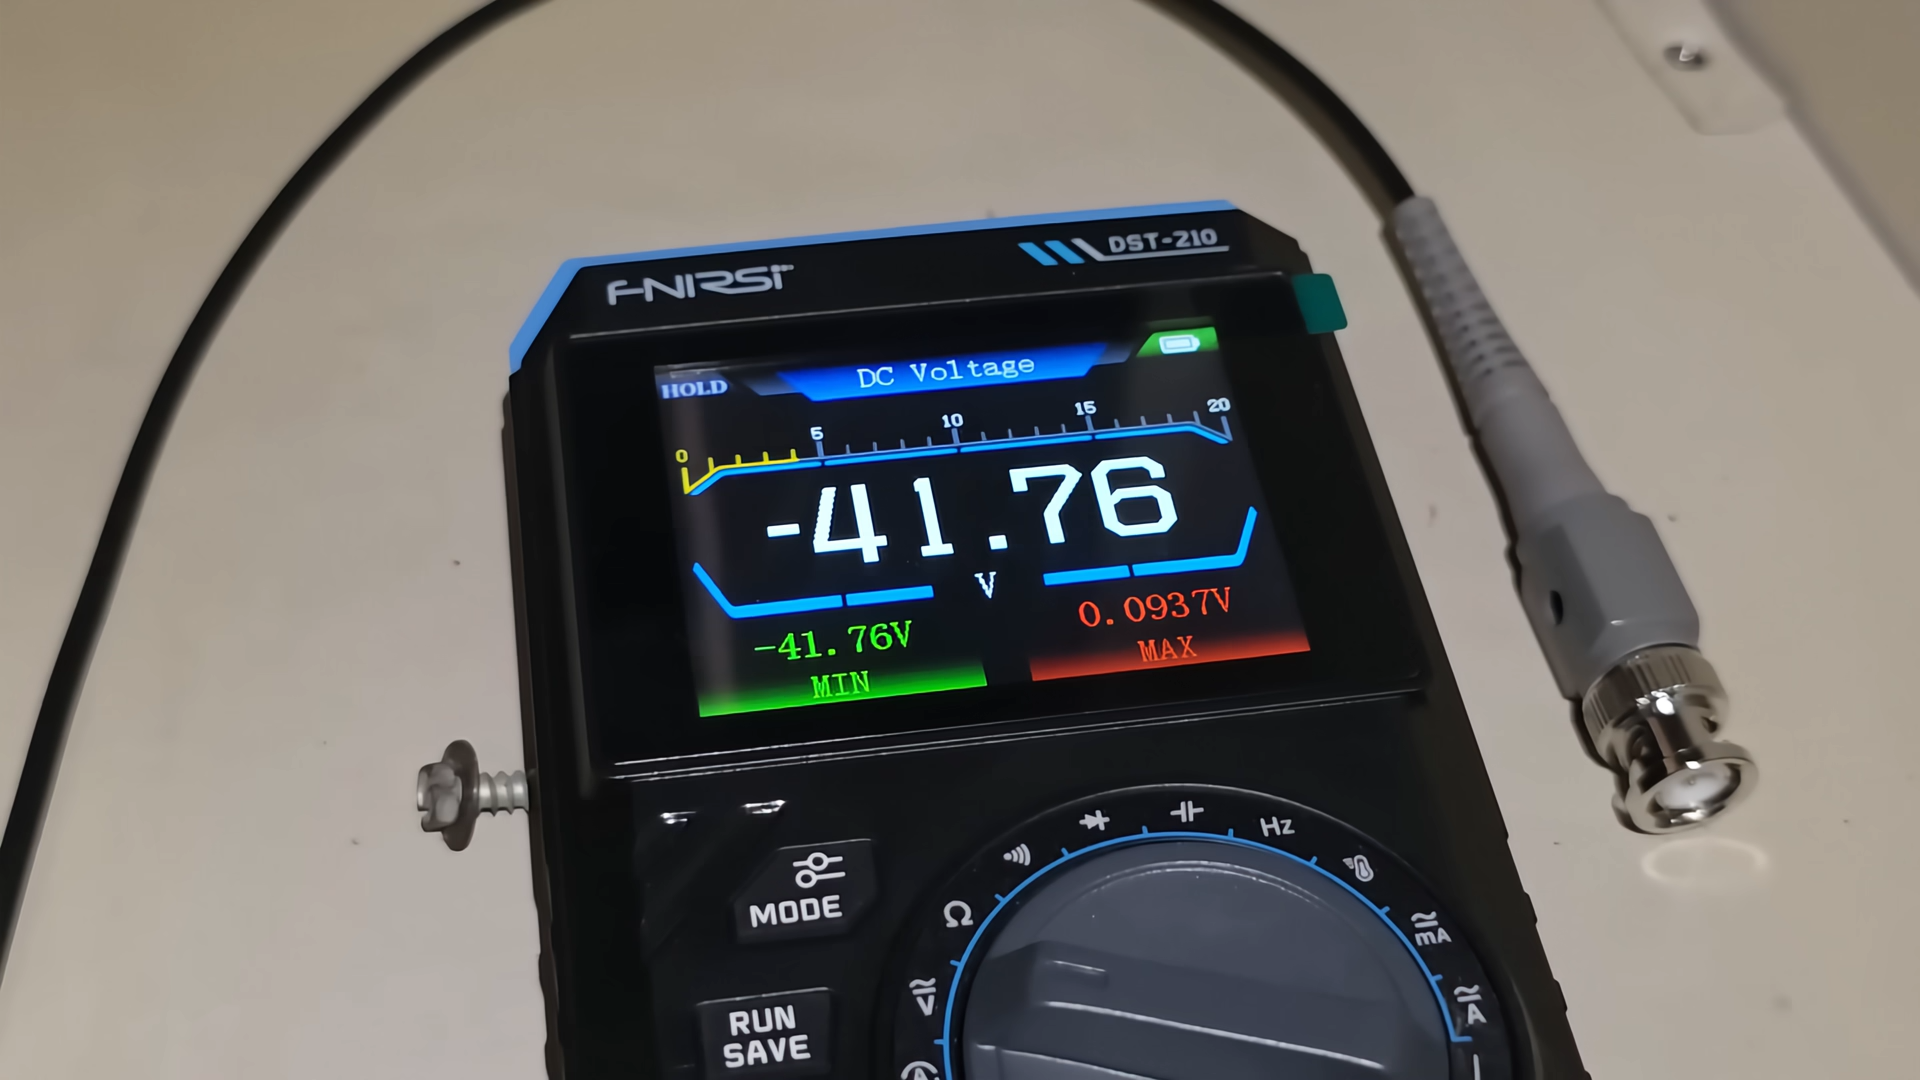 FNIRSI
DST-210
HOLD
DC Voltage
0 5 10 15 20
-41.76
V
-41.76V
MIN
0.0937V
MAX
MODE
RUN
SAVE
Ω
Hz
mA
V
A